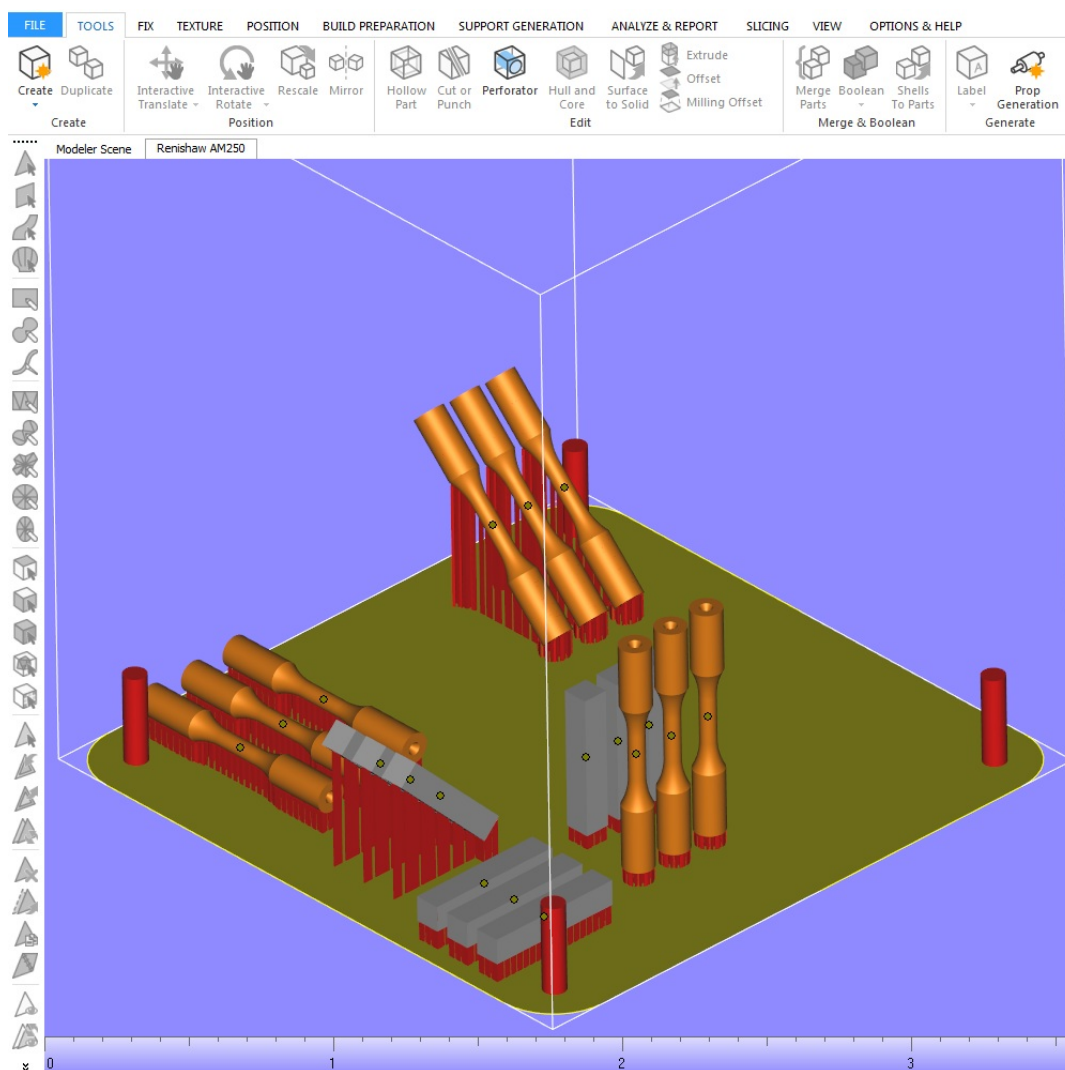 FILE TOOLS FIX TEXTURE POSITION BUILD PREPARATION SUPPORT GENERATION ANALYZE & REPORT SLICING VIEW OPTIONS & HELP
Create
Duplicate
Create
Interactive
Translate
Interactive
Rotate
Rescale
Mirror
Position
Hollow
Part
Cut or
Punch
Perforator
Hull and
Core
Surface
to Solid
Extrude
Offset
Milling Offset
Edit
Merge
Parts
Boolean
Shells
To Parts
Merge & Boolean
A
Label
Prop
Generation
Generate
Modeler Scene Renishaw AM250
0 1 2 3